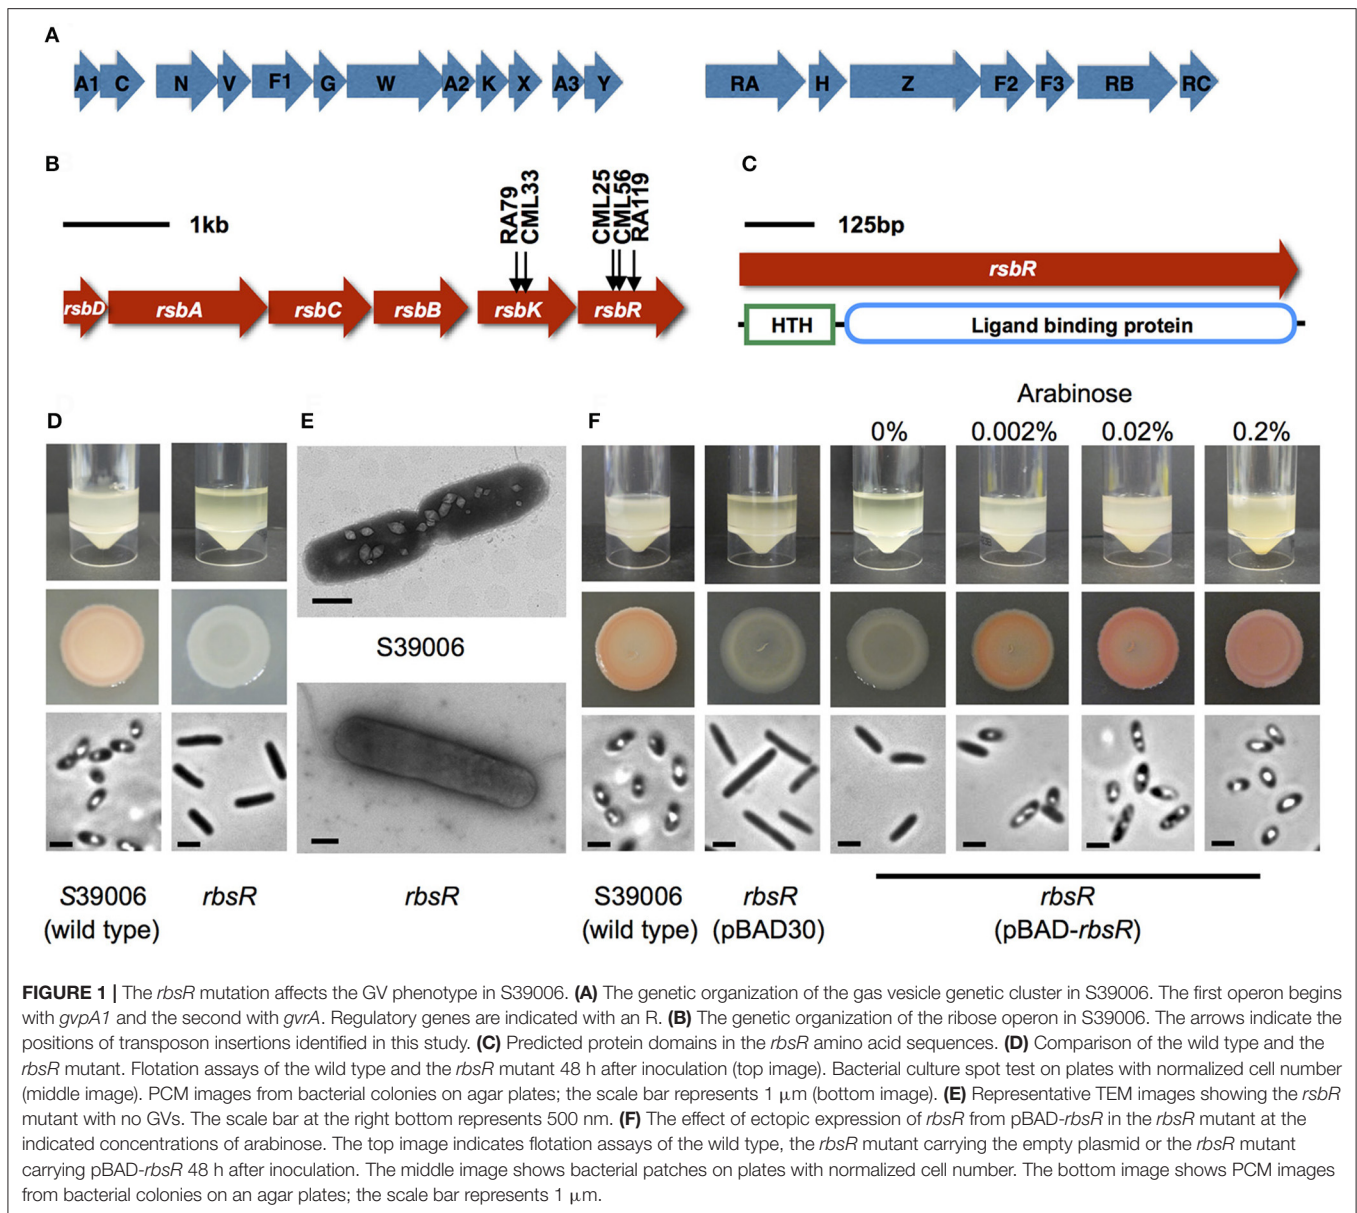 A
A1 C N V F1 G W A2 K X A3 Y RA H Z F2 F3 RB RC
B
1kb
RA79
CML33
CML25
CML56
RA119
rsbD rsbA rsbC rsbB rsbK rsbR
C
125bp
rsbR
HTH Ligand binding protein
D
S39006
(wild type)
rbsR
E
S39006
rbsR
F
Arabinose
0% 0.002% 0.02% 0.2%
S39006
(wild type)
rbsR
(pBAD30)
rbsR
(pBAD-rbsR)
FIGURE 1 | The rbsR mutation affects the GV phenotype in S39006. (A) The genetic organization of the gas vesicle genetic cluster in S39006. The first operon begins
with gvpA1 and the second with gvrA. Regulatory genes are indicated with an R. (B) The genetic organization of the ribose operon in S39006. The arrows indicate the
positions of transposon insertions identified in this study. (C) Predicted protein domains in the rbsR amino acid sequences. (D) Comparison of the wild type and the
rbsR mutant. Flotation assays of the wild type and the rbsR mutant 48 h after inoculation (top image). Bacterial culture spot test on plates with normalized cell number
(middle image). PCM images from bacterial colonies on agar plates; the scale bar represents 1 μm (bottom image). (E) Representative TEM images showing the rsbR
mutant with no GVs. The scale bar at the right bottom represents 500 nm. (F) The effect of ectopic expression of rbsR from pBAD-rbsR in the rbsR mutant at the
indicated concentrations of arabinose. The top image indicates flotation assays of the wild type, the rbsR mutant carrying the empty plasmid or the rbsR mutant
carrying pBAD-rbsR 48 h after inoculation. The middle image shows bacterial patches on plates with normalized cell number. The bottom image shows PCM images
from bacterial colonies on an agar plates; the scale bar represents 1 μm.